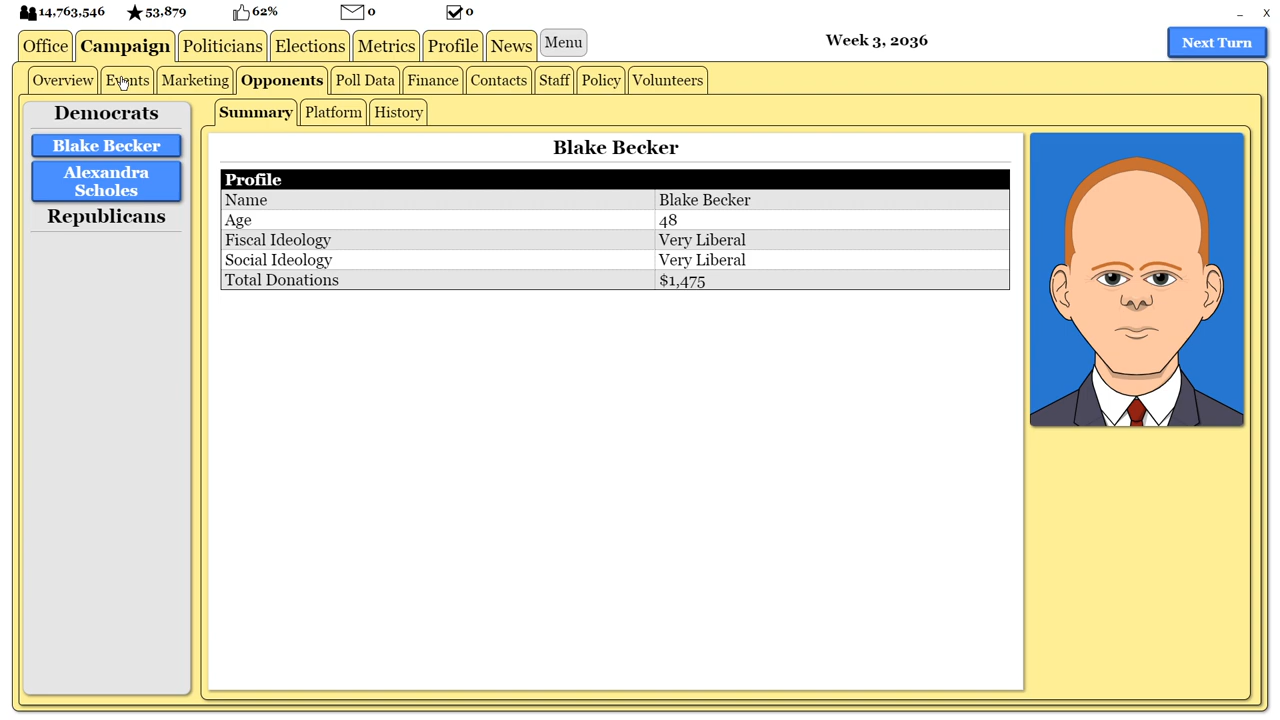 14,763,546 53,879 62% 0 0
_ X
Office Campaign Politicians Elections Metrics Profile News Menu
Week 3, 2036
Next Turn
Overview Events Marketing Opponents Poll Data Finance Contacts Staff Policy Volunteers
Democrats
Blake Becker
Alexandra
Scholes
Republicans
Summary Platform History
Blake Becker
Profile
Name Blake Becker
Age 48
Fiscal Ideology Very Liberal
Social Ideology Very Liberal
Total Donations $1,475